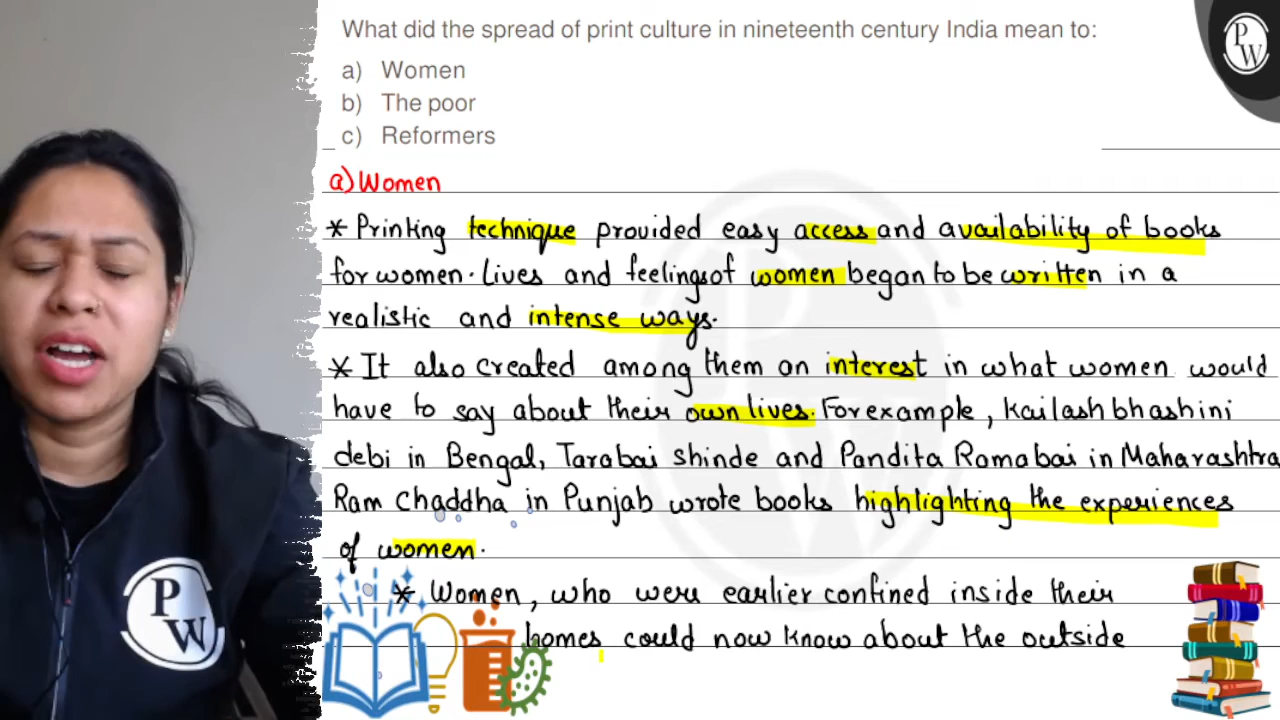 What did the spread of print culture in nineteenth century India mean to:
a) Women
b) The poor
c) Reformers
a) Women
* Printing technique provided easy access and availability of books
for women. Lives and feelings of women began to be written in a
realistic and intense ways.
* It also created among them an interest in what women would
have to say about their own lives. For example, Kailashbhashini
debi in Bengal, Tarabai Shinde and Pandita Ramabai in Maharashtra
Ram Chaddha in Punjab wrote books highlighting the experiences
of women.
* Women, who were earlier confined inside their
homes could now know about the outside
P
W
P
W